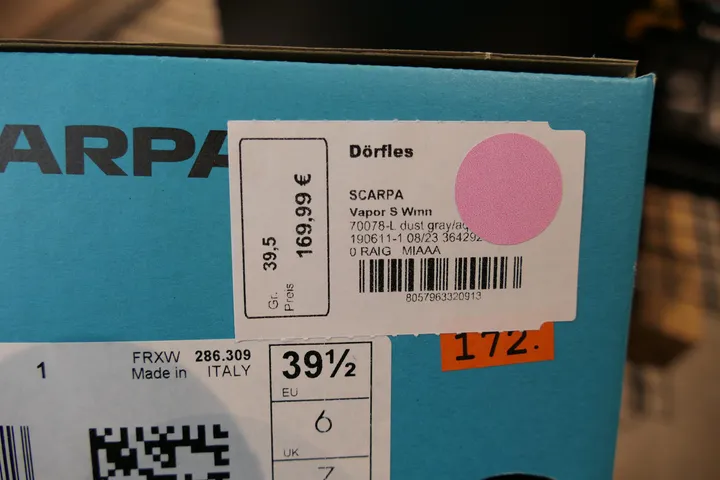 ARPA
Dörfles
SCARPA
Vapor S Wmn
70078-L dust gray/aq
190611-1 08/23 364292
0 RAIG MIAAA
8057963320913
Gr. 39,5
Preis 169,99 €
172.
1
FRXW 286.309
Made in ITALY
39½
EU
6
UK
7